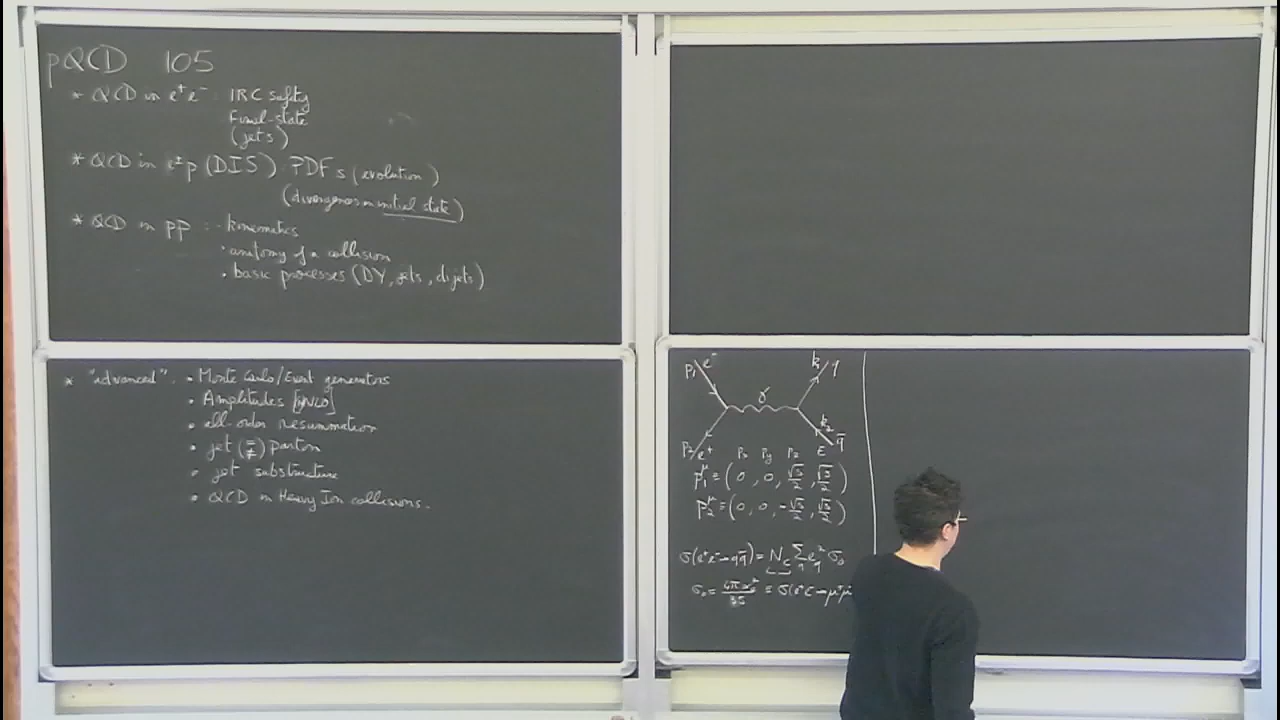 pQCD 105
* QCD in e⁺e⁻ : IRC safety
Final-state
(jets)
* QCD in e±p (DIS) : PDFs (evolution)
(divergences in initial state)
* QCD in pp : - kinematics
• anatomy of a collision
• basic processes (DY, jets, dijets)
* "advanced" : • Monte Carlo/Event generators
• Amplitudes [NLO]
• all-order resummation
• jet (= ≠) parton
• jet substructure
• QCD in Heavy Ion collisions.
p₁ e⁻ k₁ q
γ
p₂ e⁺ k₂ q̄
Px Py Pz E
p₁^μ = (0, 0, √s/2, √s/2)
p₂^μ = (0, 0, -√s/2, √s/2)
σ(e⁺e⁻→qq̄) = N_c Σ_q e_q² σ₀
σ₀ = 4πα²/3s = σ(e⁺e⁻→μ⁺μ